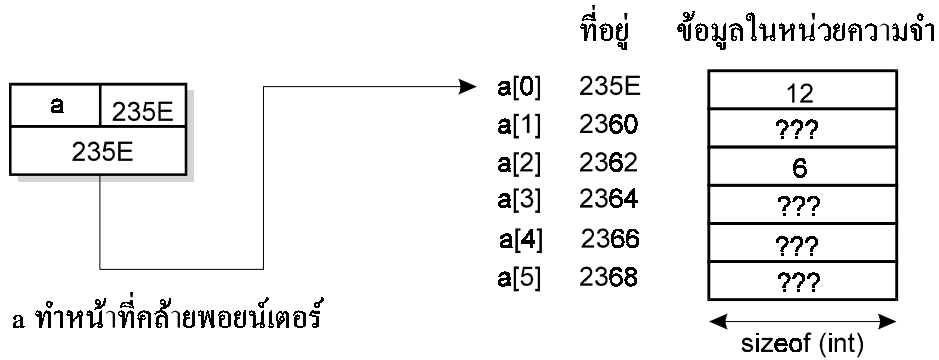 ที่อยู่ ข้อมูลในหน่วยความจำ
a 235E
235E
a[0] 235E 12
a[1] 2360 ???
a[2] 2362 6
a[3] 2364 ???
a[4] 2366 ???
a[5] 2368 ???
a ทำหน้าที่คล้ายพอยน์เตอร์
sizeof (int)